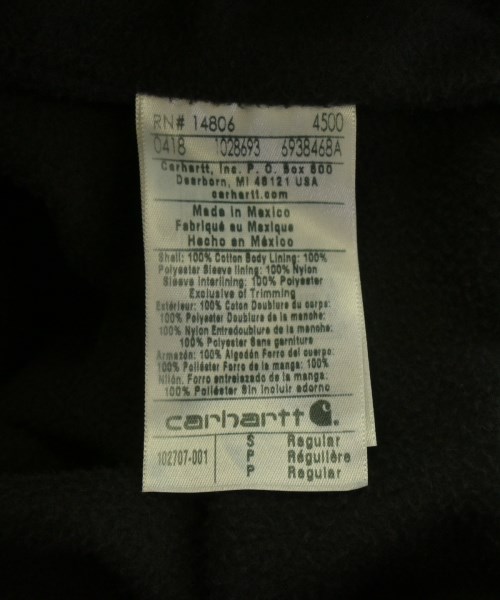 RN# 14806 4500
0418 1028693 6938468A
Carhartt, Inc. P. O. Box 600
Dearborn, MI 48121 USA
carhartt.com
Made in Mexico
Fabriqué au Mexique
Hecho en México
Shell: 100% Cotton Body Lining: 100%
Polyester Sleeve lining: 100% Nylon
Sleeve Interlining: 100% Polyester
Exclusive of Trimming
Extérieur: 100% Coton Doublure du corps:
100% Polyester Doublure de la manche:
100% Nylon Entredoublure de la manche:
100% Polyester Sans garniture
Armazón: 100% Algodón Forro del cuerpo:
100% Poliéster Forro de la manga: 100%
Nilón. Forro entrelazado de la manga:
100% Poliéster Sin incluir adorno
carhartt
102707-001 S Regular
P Régulière
P Regular